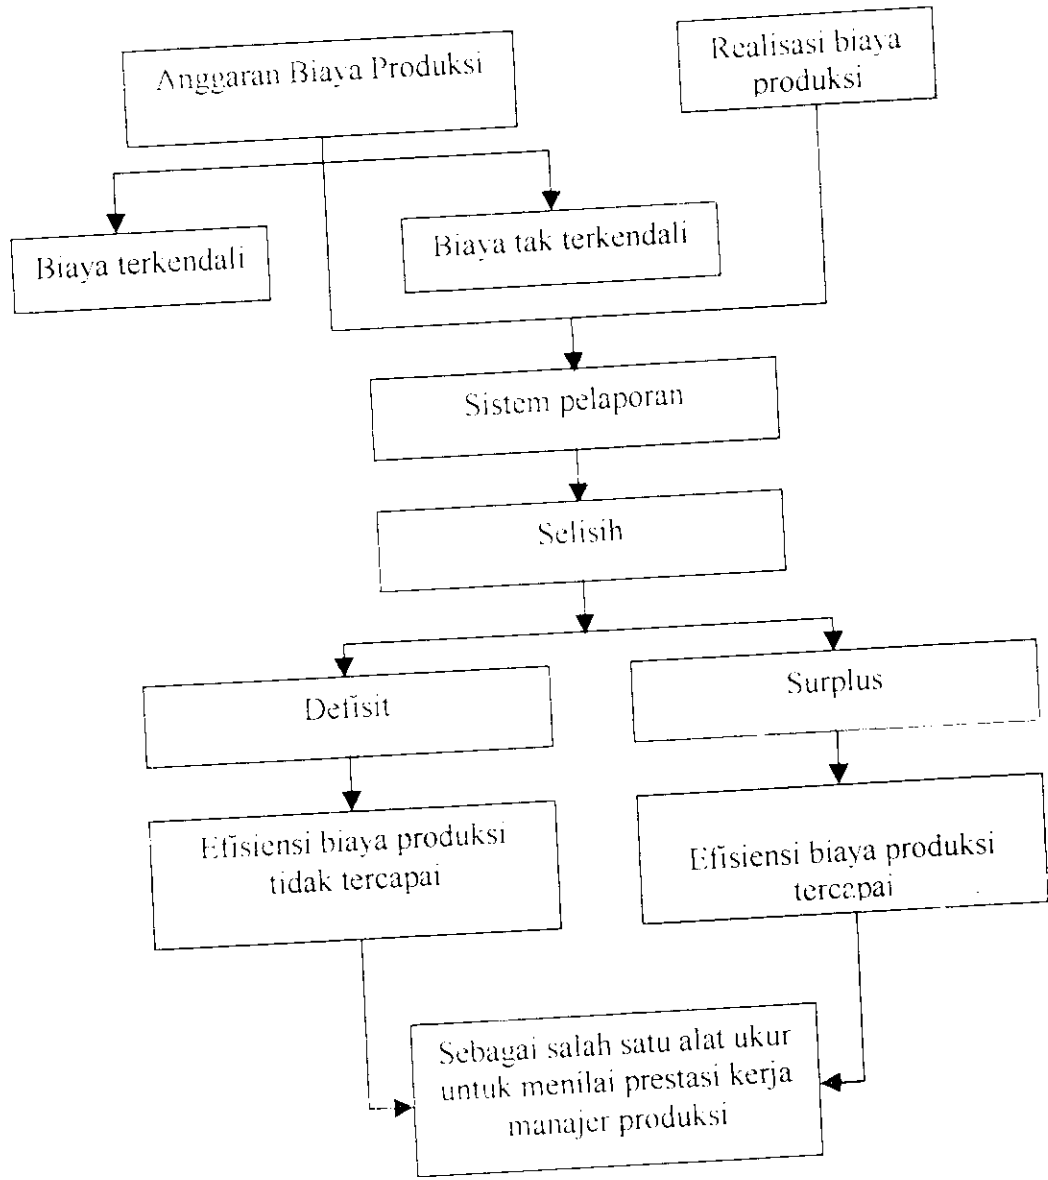 Anggaran Biaya Produksi
Realisasi biaya
produksi
Biaya terkendali
Biaya tak terkendali
Sistem pelaporan
Selisih
Defisit
Surplus
Efisiensi biaya produksi
tidak tercapai
Efisiensi biaya produksi
tercapai
Sebagai salah satu alat ukur
untuk menilai prestasi kerja
manajer produksi